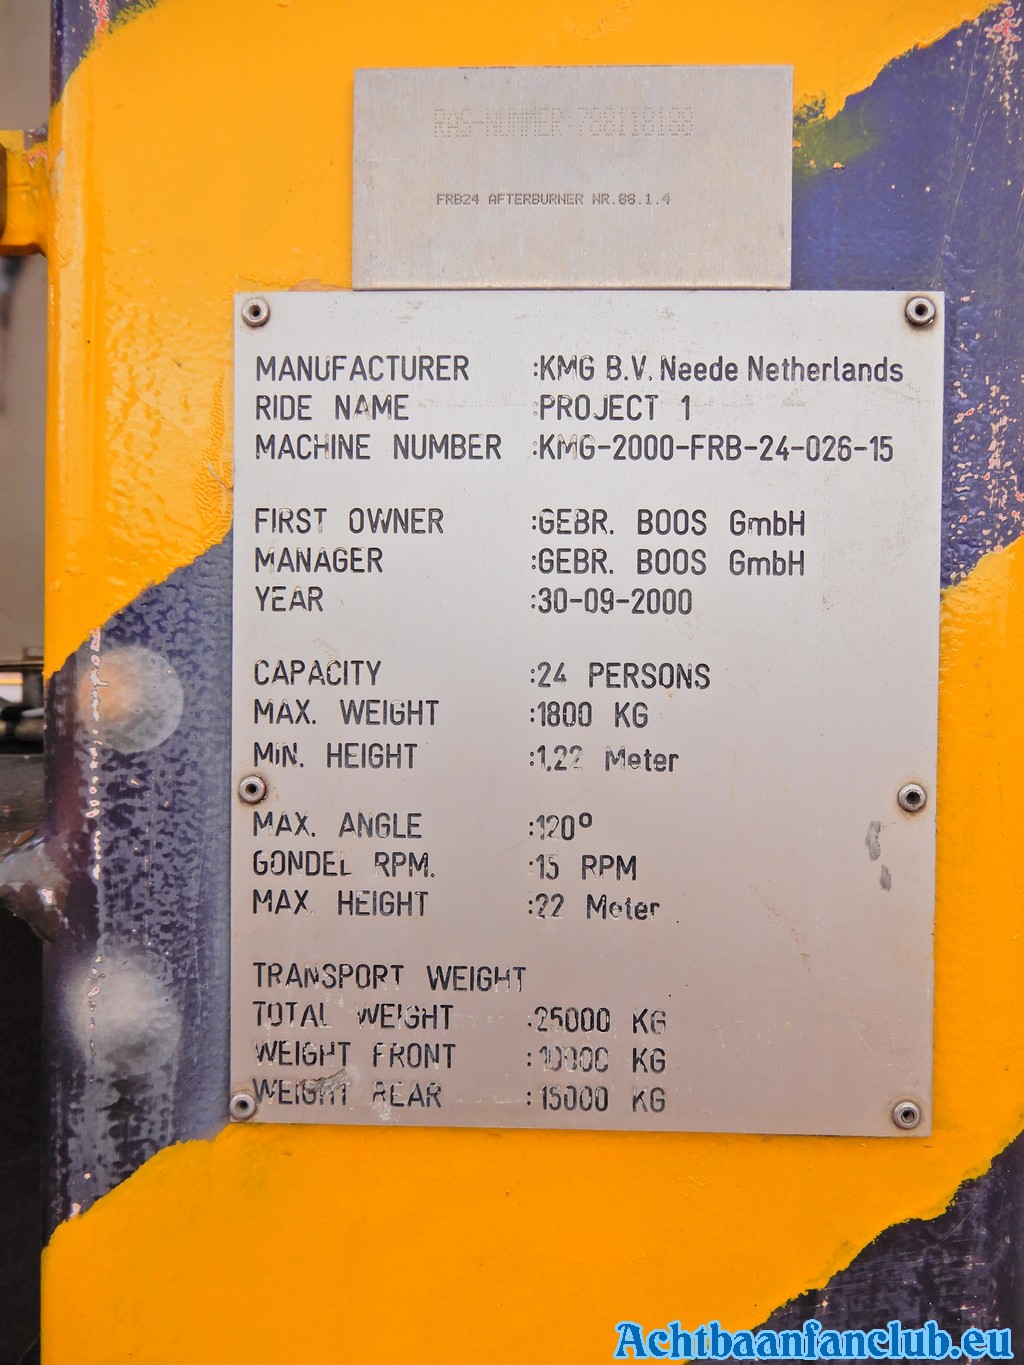 RAS-NUMMER
FRB24 AFTERBURNER NR.88.1.4
MANUFACTURER :KMG B.V. Neede Netherlands
RIDE NAME :PROJECT 1
MACHINE NUMBER :KMG-2000-FRB-24-026-15
FIRST OWNER :GEBR. BOOS GmbH
MANAGER :GEBR. BOOS GmbH
YEAR :30-09-2000
CAPACITY :24 PERSONS
MAX. WEIGHT :1800 KG
MIN. HEIGHT :1,22 Meter
MAX. ANGLE :120º
GONDEL RPM. :15 RPM
MAX. HEIGHT :22 Meter
TRANSPORT WEIGHT
TOTAL WEIGHT :25000 KG
WEIGHT FRONT :10000 KG
WEIGHT REAR :15000 KG
Achtbaanfanclub.eu